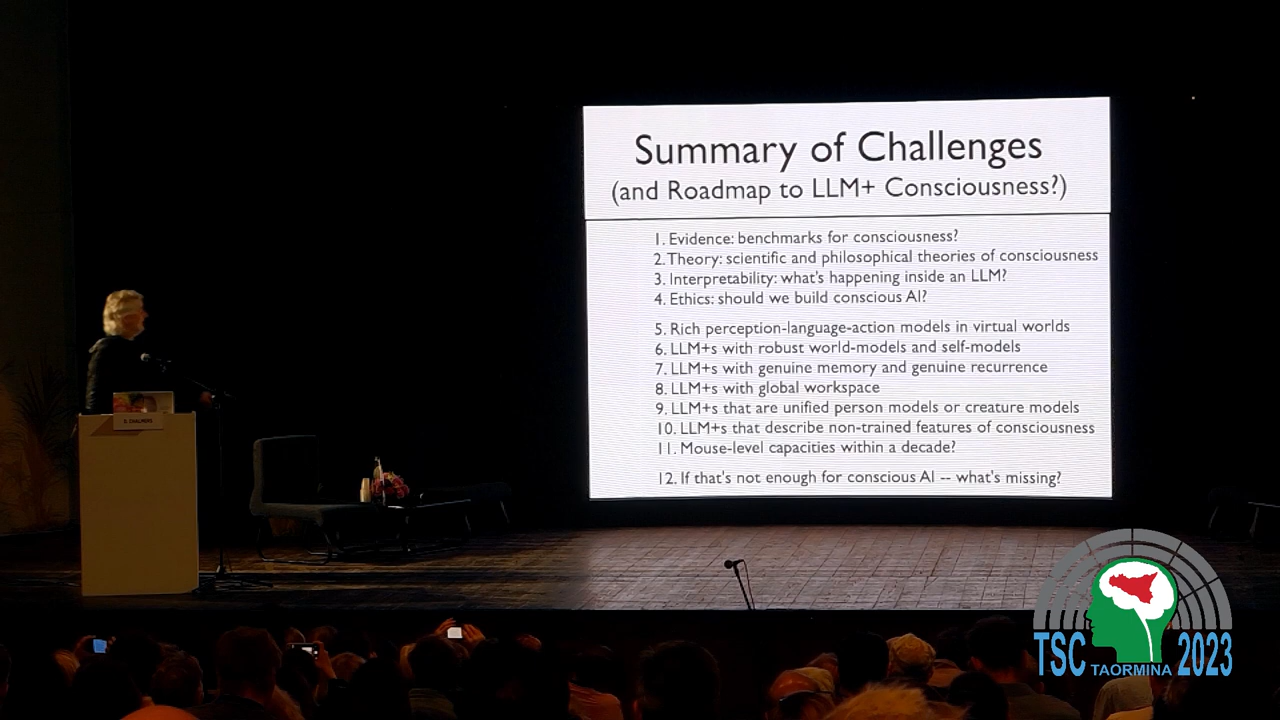 Summary of Challenges
(and Roadmap to LLM+ Consciousness?)
1. Evidence: benchmarks for consciousness?
2. Theory: scientific and philosophical theories of consciousness
3. Interpretability: what's happening inside an LLM?
4. Ethics: should we build conscious AI?
5. Rich perception-language-action models in virtual worlds
6. LLM+s with robust world-models and self-models
7. LLM+s with genuine memory and genuine recurrence
8. LLM+s with global workspace
9. LLM+s that are unified person models or creature models
10. LLM+s that describe non-trained features of consciousness
11. Mouse-level capacities within a decade?
12. If that's not enough for conscious AI -- what's missing?
D. CHALMERS
TSC TAORMINA 2023